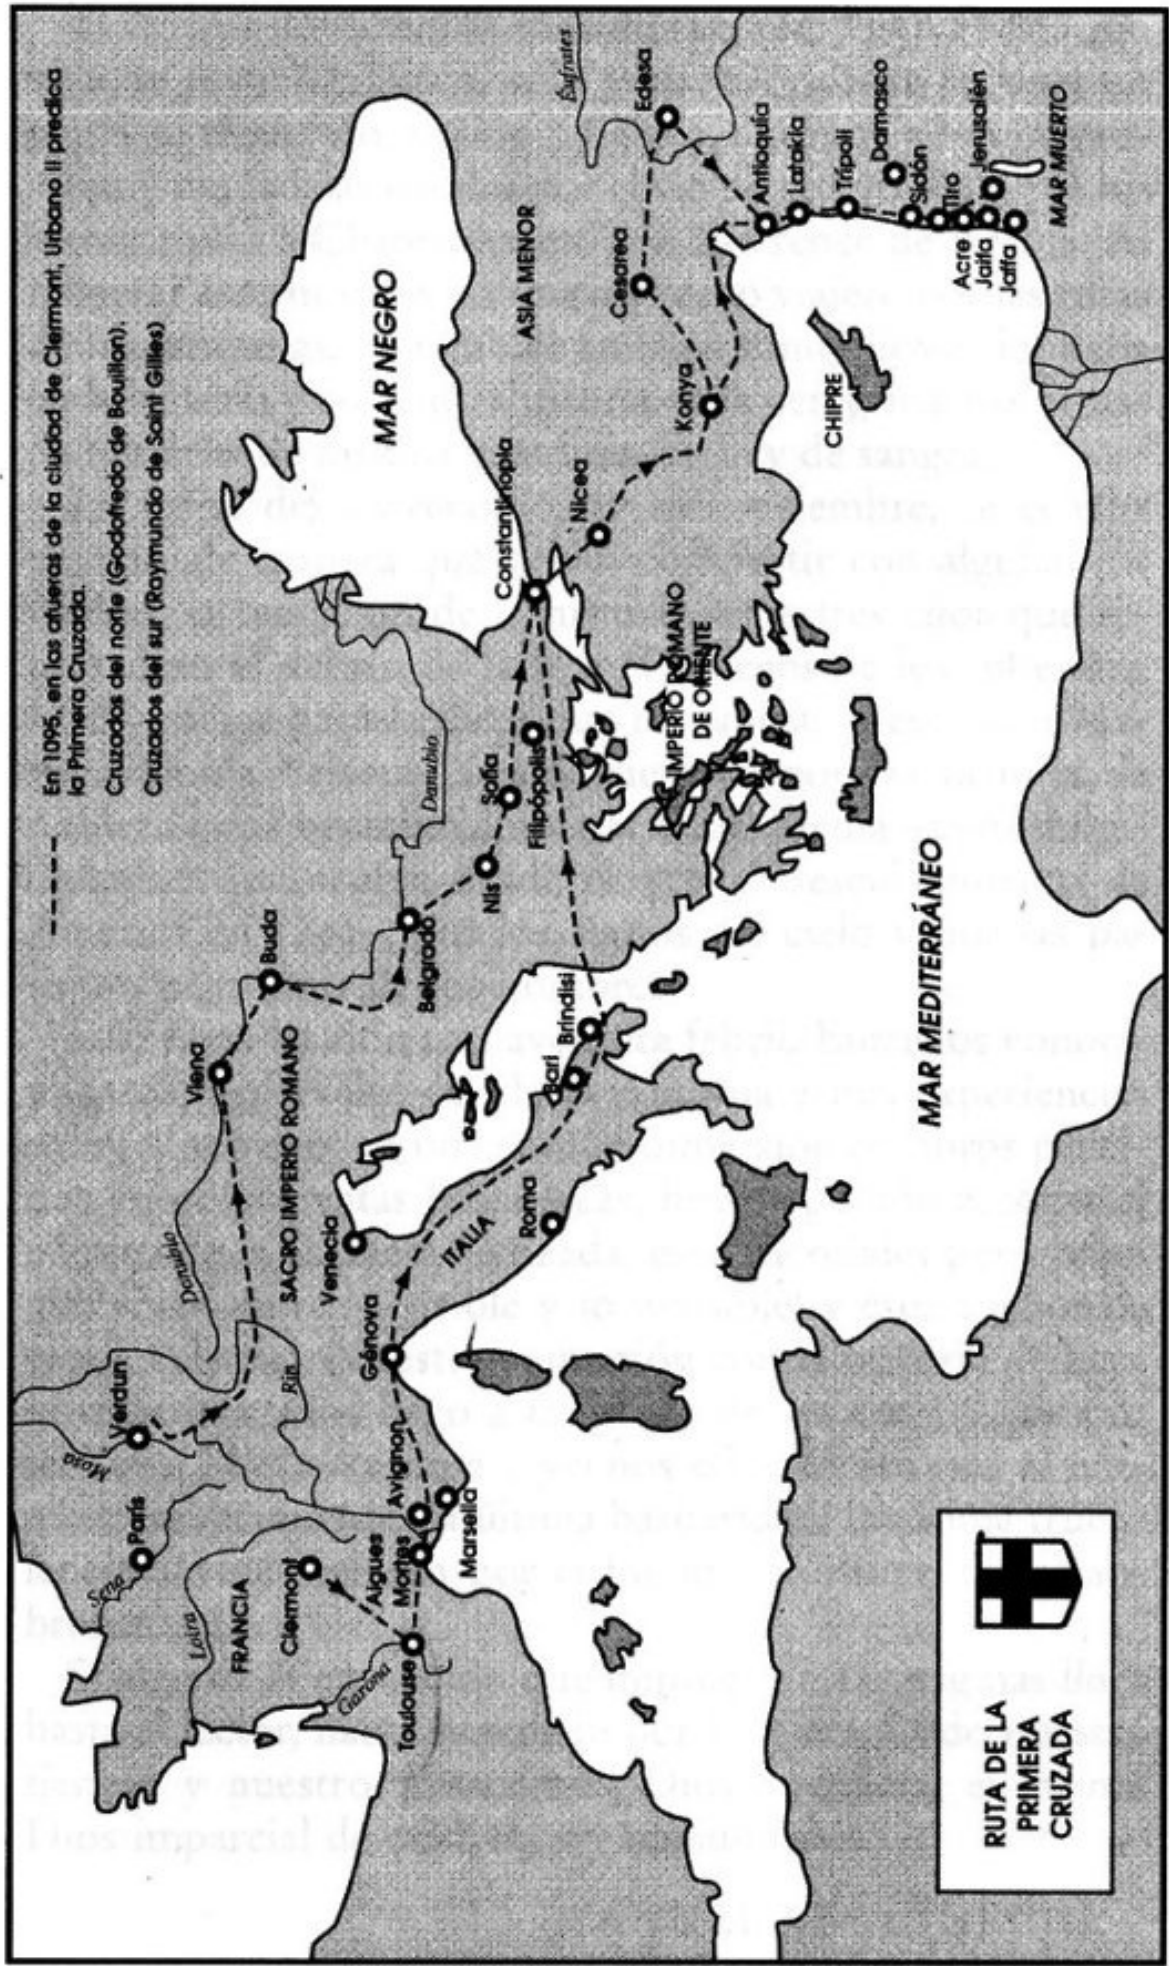 En 1095, en las afueras de la ciudad de Clermont, Urbano II predica
la Primera Cruzada.
Cruzados del norte (Godofredo de Bouillon).
Cruzados del sur (Raymundo de Saint Gilles)
Mosa
Verdun
París
Sena
Loira
FRANCIA
Clermont
Garona
Toulouse
Aigues
Mortes
Avignon
Marsella
Rin
Danubio
Viena
Buda
SACRO IMPERIO ROMANO
Venecia
Génova
ITALIA
Roma
Bari
Brindisi
Belgrado
Danubio
Nis
Sofía
Filipópolis
Constantinopla
MAR NEGRO
Nicea
ASIA MENOR
Konya
Cesarea
Edesa
Éufrates
IMPERIO ROMANO
DE ORIENTE
CHIPRE
Antioquía
Latakia
Trípoli
Damasco
Sidón
Tiro
Jerusalén
Acre
Jaifa
Jaffa
MAR MUERTO
MAR MEDITERRÁNEO
RUTA DE LA
PRIMERA
CRUZADA